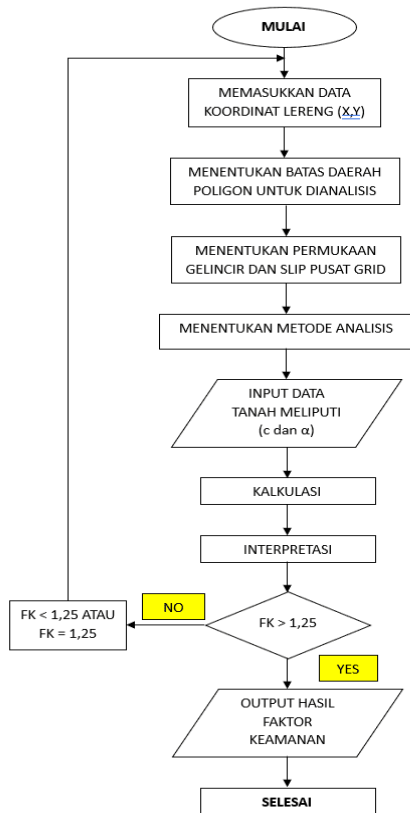 MULAI
MEMASUKKAN DATA
KOORDINAT LERENG (X,Y)
MENENTUKAN BATAS DAERAH
POLIGON UNTUK DIANALISIS
MENENTUKAN PERMUKAAN
GELINCIR DAN SLIP PUSAT GRID
MENENTUKAN METODE ANALISIS
INPUT DATA
TANAH MELIPUTI
(c dan α)
KALKULASI
INTERPRETASI
FK > 1,25
NO
FK < 1,25 ATAU
FK = 1,25
YES
OUTPUT HASIL
FAKTOR
KEAMANAN
SELESAI